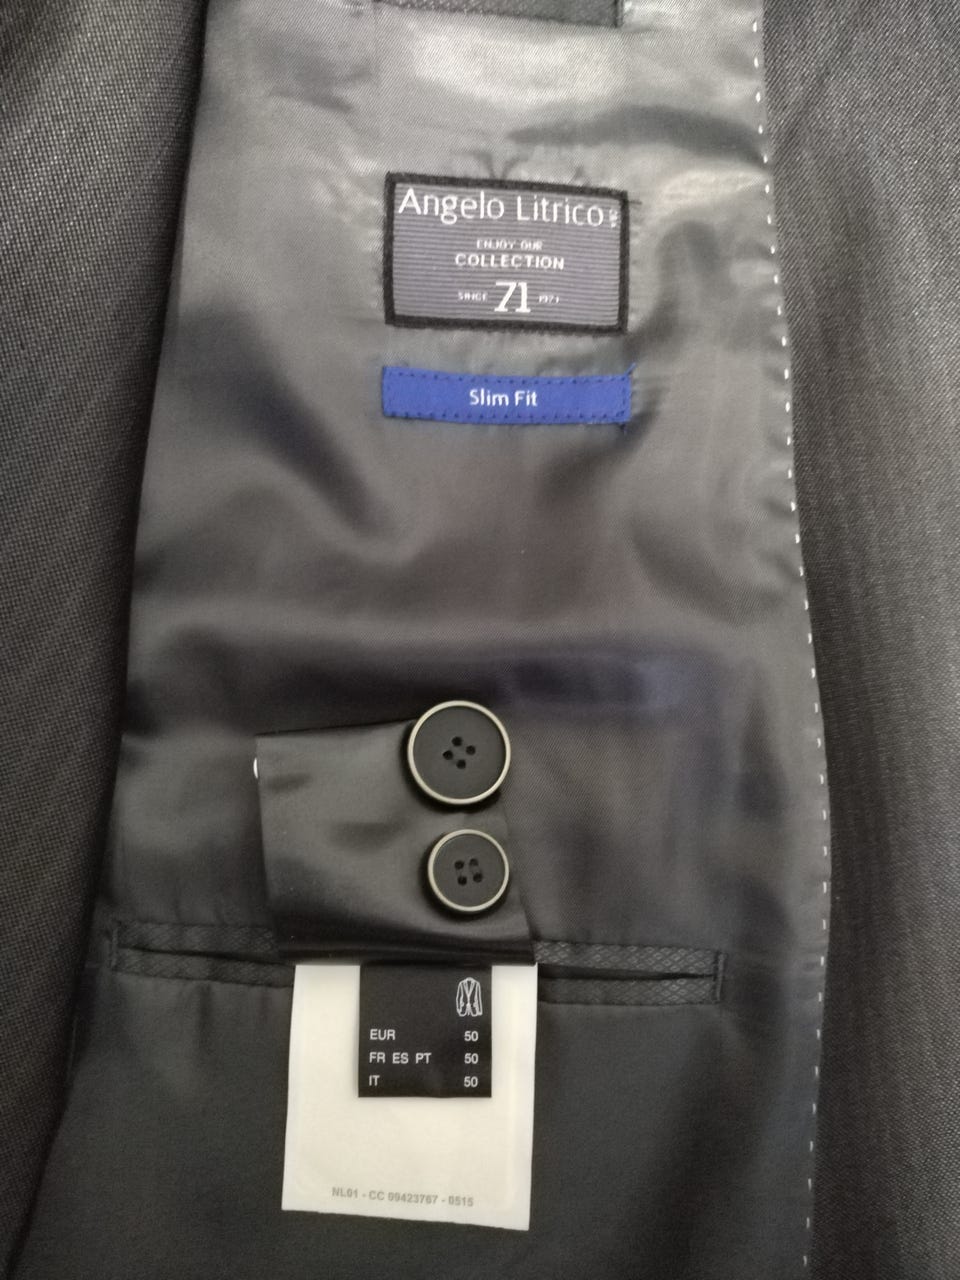 Angelo Litrico
ENJOY OUR
COLLECTION
SINCE 71 1971
Slim Fit
EUR 50
FR ES PT 50
IT 50
NL01 - CC 99423767 - 0515